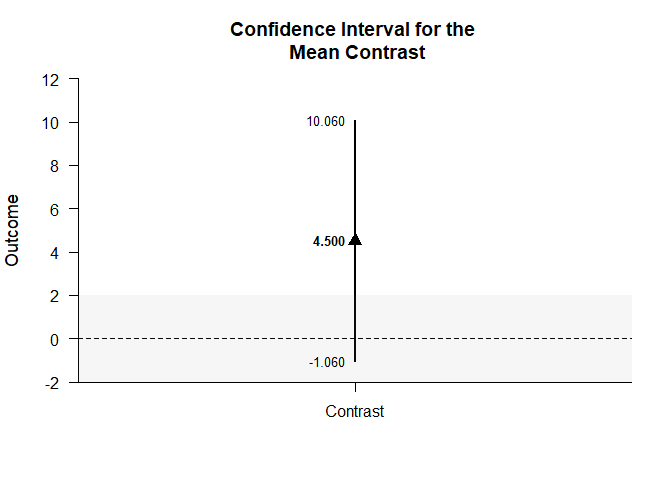 Confidence Interval for the
Mean Contrast
12
10
8
6
4
2
0
-2
Outcome
10.060
4.500
-1.060
Contrast